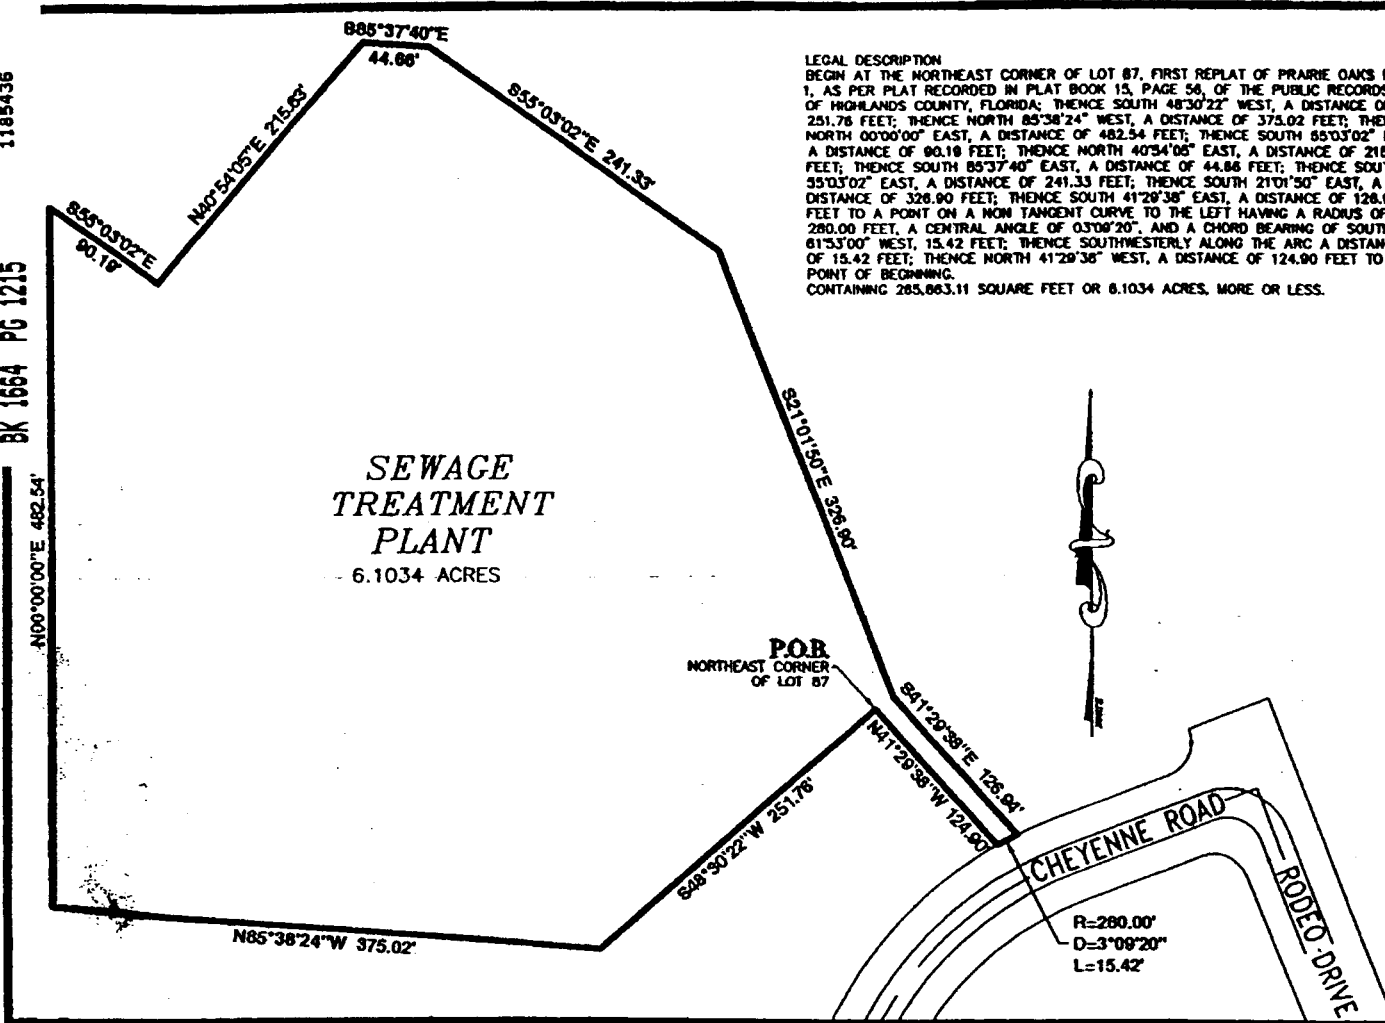 1185436
BK 1664 PG 1215
LEGAL DESCRIPTION
BEGIN AT THE NORTHEAST CORNER OF LOT 87, FIRST REPLAT OF PRAIRIE OAKS
1, AS PER PLAT RECORDED IN PLAT BOOK 15, PAGE 56, OF THE PUBLIC RECORDS
OF HIGHLANDS COUNTY, FLORIDA; THENCE SOUTH 48°30'22" WEST, A DISTANCE
251.76 FEET; THENCE NORTH 85°38'24" WEST, A DISTANCE OF 375.02 FEET;
NORTH 00°00'00" EAST, A DISTANCE OF 482.54 FEET; THENCE SOUTH 55°03'02"
A DISTANCE OF 90.19 FEET; THENCE NORTH 40°54'05" EAST, A DISTANCE OF
FEET; THENCE SOUTH 85°37'40" EAST, A DISTANCE OF 44.66 FEET; THENCE
55°03'02" EAST, A DISTANCE OF 241.33 FEET; THENCE SOUTH 21°01'50" EAST, A
DISTANCE OF 326.90 FEET; THENCE SOUTH 41°29'38" EAST, A DISTANCE OF
FEET TO A POINT ON A NON TANGENT CURVE TO THE LEFT HAVING A RADIUS OF
280.00 FEET, A CENTRAL ANGLE OF 03°09'20", AND A CHORD BEARING OF SOUTH
61°53'00" WEST, 15.42 FEET; THENCE SOUTHWESTERLY ALONG THE ARC A
OF 15.42 FEET; THENCE NORTH 41°29'38" WEST, A DISTANCE OF 124.90 FEET TO
POINT OF BEGINNING.
CONTAINING 265,863.11 SQUARE FEET OR 6.1034 ACRES, MORE OR LESS.
S85°37'40"E
44.66'
S55°03'02"E 241.33'
N40°54'05"E 215.63'
S55°03'02"E
90.19'
N00°00'00"E 482.54'
S21°01'50"E 326.90'
SEWAGE
TREATMENT
PLANT
6.1034 ACRES
P.O.B.
NORTHEAST CORNER
OF LOT 87
S41°29'38"E 126.94'
N41°29'38"W 124.90'
S48°30'22"W 251.76'
N85°38'24"W 375.02'
CHEYENNE ROAD
RODEO DRIVE
R=280.00'
D=3°09'20"
L=15.42'